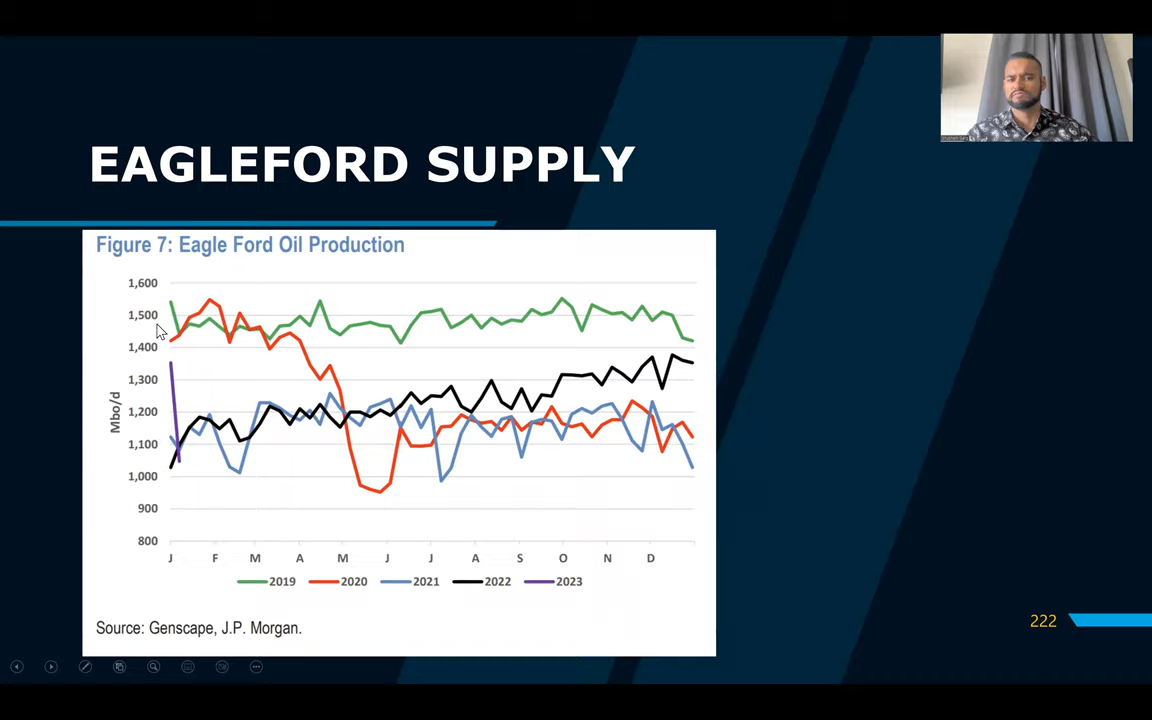 EAGLEFORD SUPPLY
Figure 7: Eagle Ford Oil Production
1,600
1,500
1,400
1,300
1,200
1,100
1,000
900
800
Mbo/d
J F M A M J J A S O N D
2019 2020 2021 2022 2023
Source: Genscape, J.P. Morgan.
222